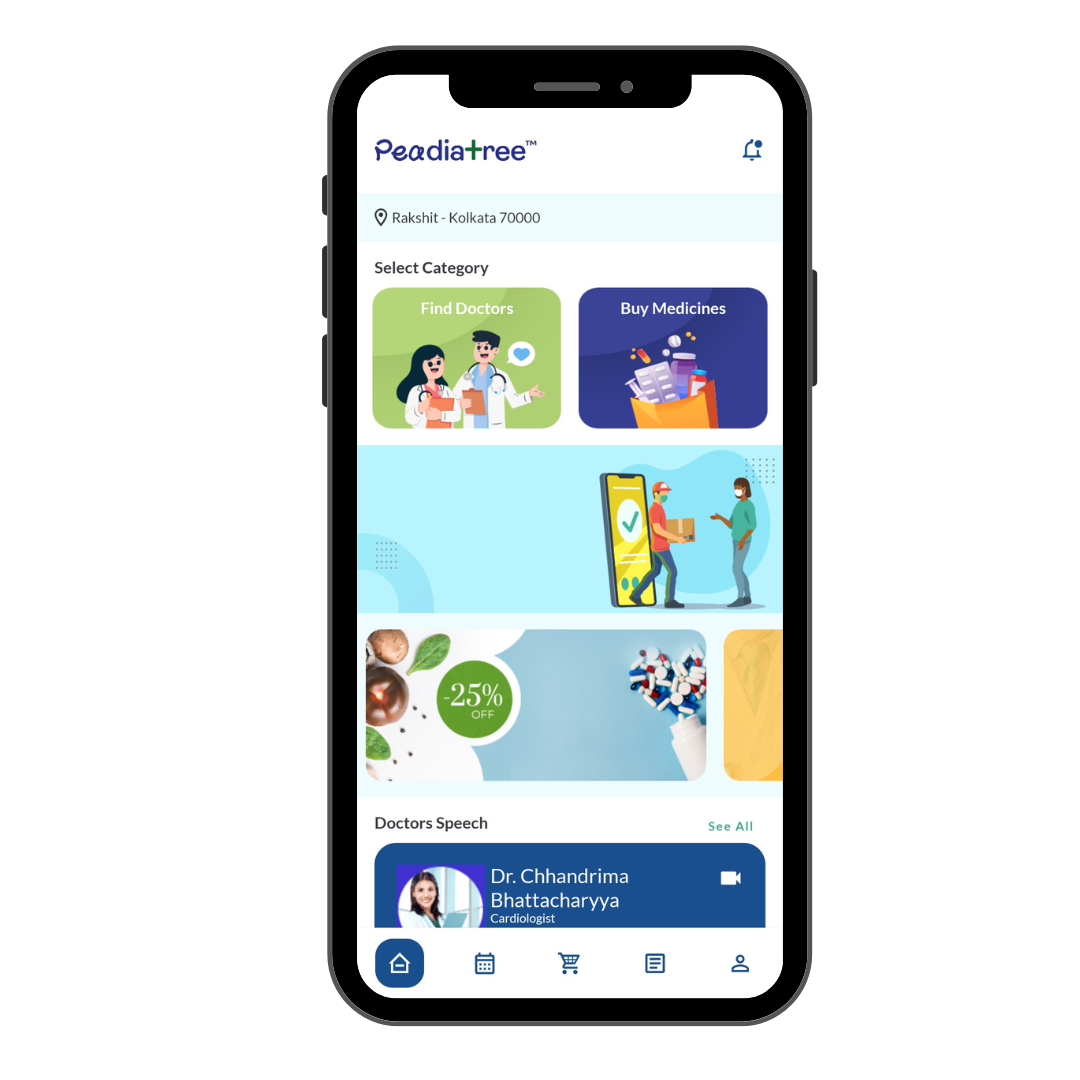 Peadiatree™
Rakshit - Kolkata 70000
Select Category
Find Doctors
Buy Medicines
-25%
OFF
Doctors Speech
See All
Dr. Chhandrima
Bhattacharyya
Cardiologist